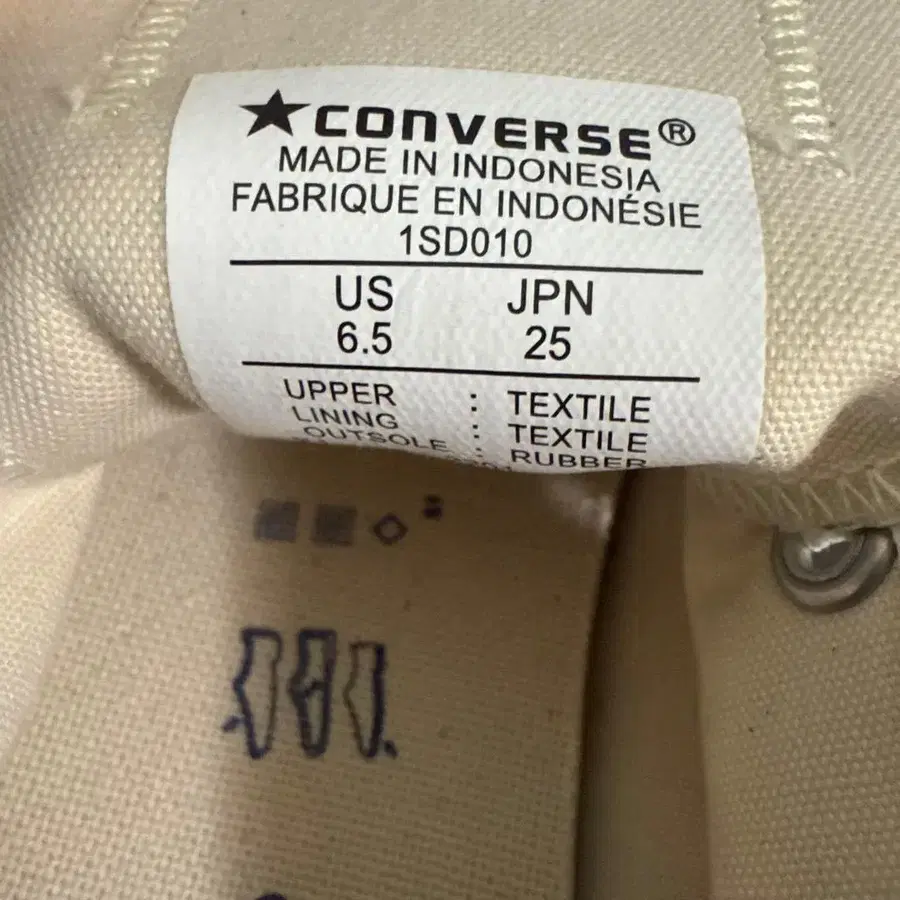 ★CONVERSE®
MADE IN INDONESIA
FABRIQUE EN INDONÉSIE
1SD010
US JPN
6.5 25
UPPER : TEXTILE
LINING : TEXTILE
OUTSOLE : RUBBER